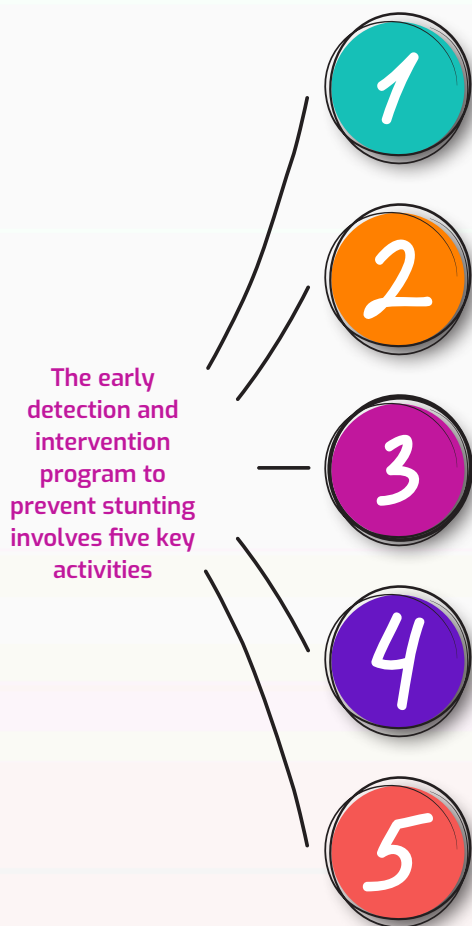 1
2
The early
detection and
intervention
program to
prevent stunting
involves five key
activities
3
4
5